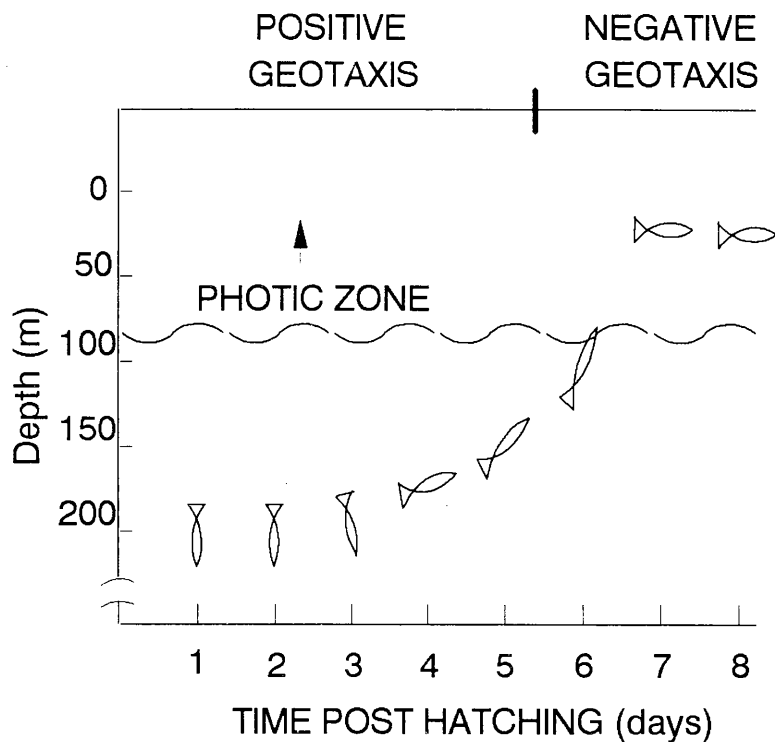 POSITIVE
GEOTAXIS
NEGATIVE
GEOTAXIS
0
50
PHOTIC ZONE
100
150
200
Depth (m)
1 2 3 4 5 6 7 8
TIME POST HATCHING (days)